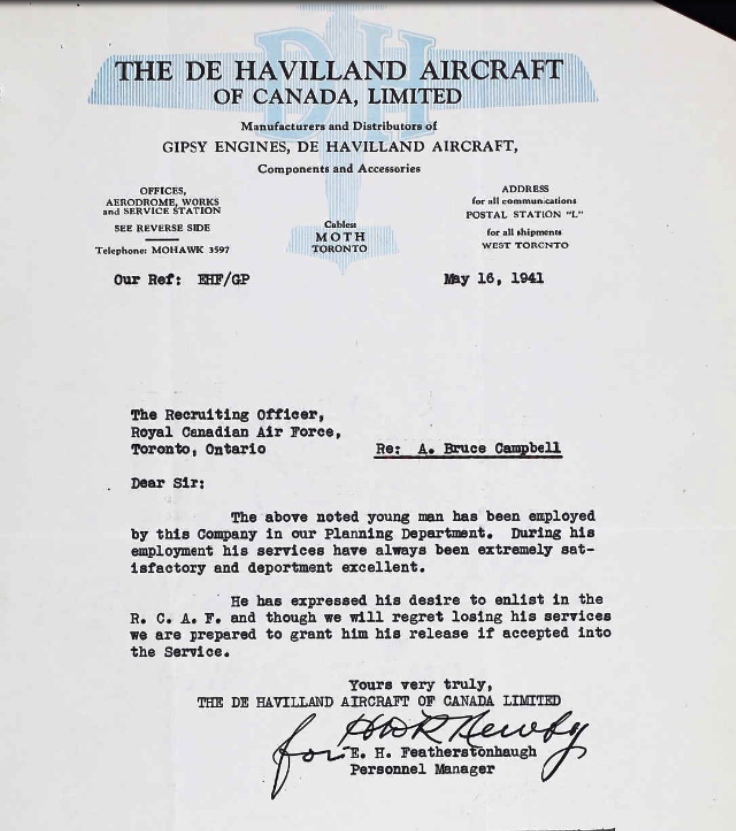 DH
THE DE HAVILLAND AIRCRAFT
OF CANADA, LIMITED
Manufacturers and Distributors of
GIPSY ENGINES, DE HAVILLAND AIRCRAFT,
Components and Accessories
OFFICES,
AERODROME, WORKS
and SERVICE STATION
SEE REVERSE SIDE
Telephone: MOHAWK 3597
Cables:
MOTH
TORONTO
ADDRESS
for all communications
POSTAL STATION "L"
for all shipments
WEST TORONTO
Our Ref: EHF/GP
May 16, 1941
The Recruiting Officer,
Royal Canadian Air Force,
Toronto, Ontario
Re: A. Bruce Campbell
Dear Sir:
The above noted young man has been employed
by this Company in our Planning Department. During his
employment his services have always been extremely sat-
isfactory and deportment excellent.
He has expressed his desire to enlist in the
R. C. A. F. and though we will regret losing his services
we are prepared to grant him his release if accepted into
the Service.
Yours very truly,
THE DE HAVILLAND AIRCRAFT OF CANADA LIMITED
Newby
for E. H. Featherstonhaugh
Personnel Manager